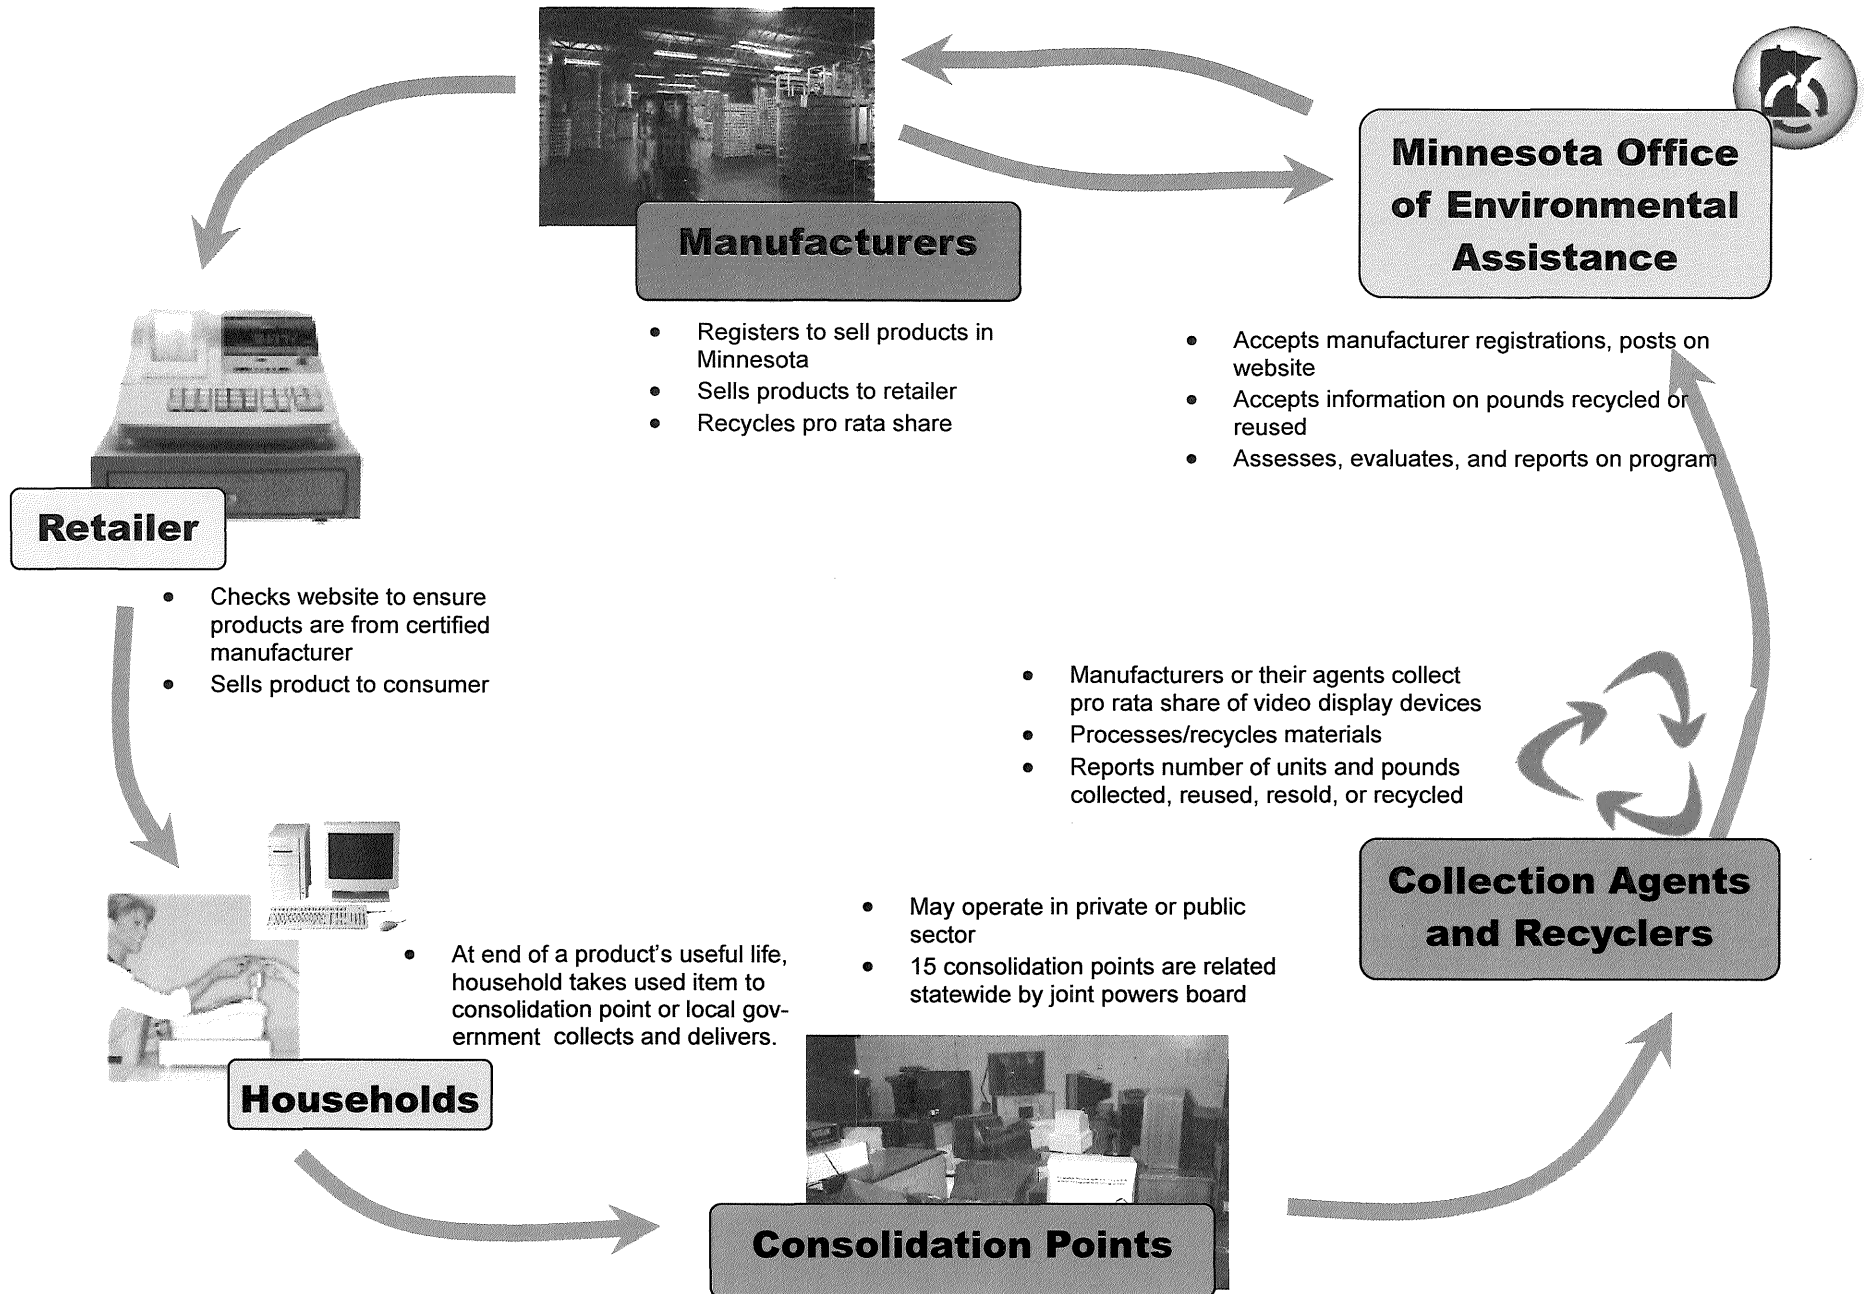 Manufacturers
• Registers to sell products in
Minnesota
• Sells products to retailer
• Recycles pro rata share
Minnesota Office
of Environmental
Assistance
• Accepts manufacturer registrations, posts on
website
• Accepts information on pounds recycled or
reused
• Assesses, evaluates, and reports on program
Retailer
• Checks website to ensure
products are from certified
manufacturer
• Sells product to consumer
• Manufacturers or their agents collect
pro rata share of video display devices
• Processes/recycles materials
• Reports number of units and pounds
collected, reused, resold, or recycled
Collection Agents
and Recyclers
• At end of a product's useful life,
household takes used item to
consolidation point or local gov-
ernment collects and delivers.
Households
• May operate in private or public
sector
• 15 consolidation points are related
statewide by joint powers board
Consolidation Points